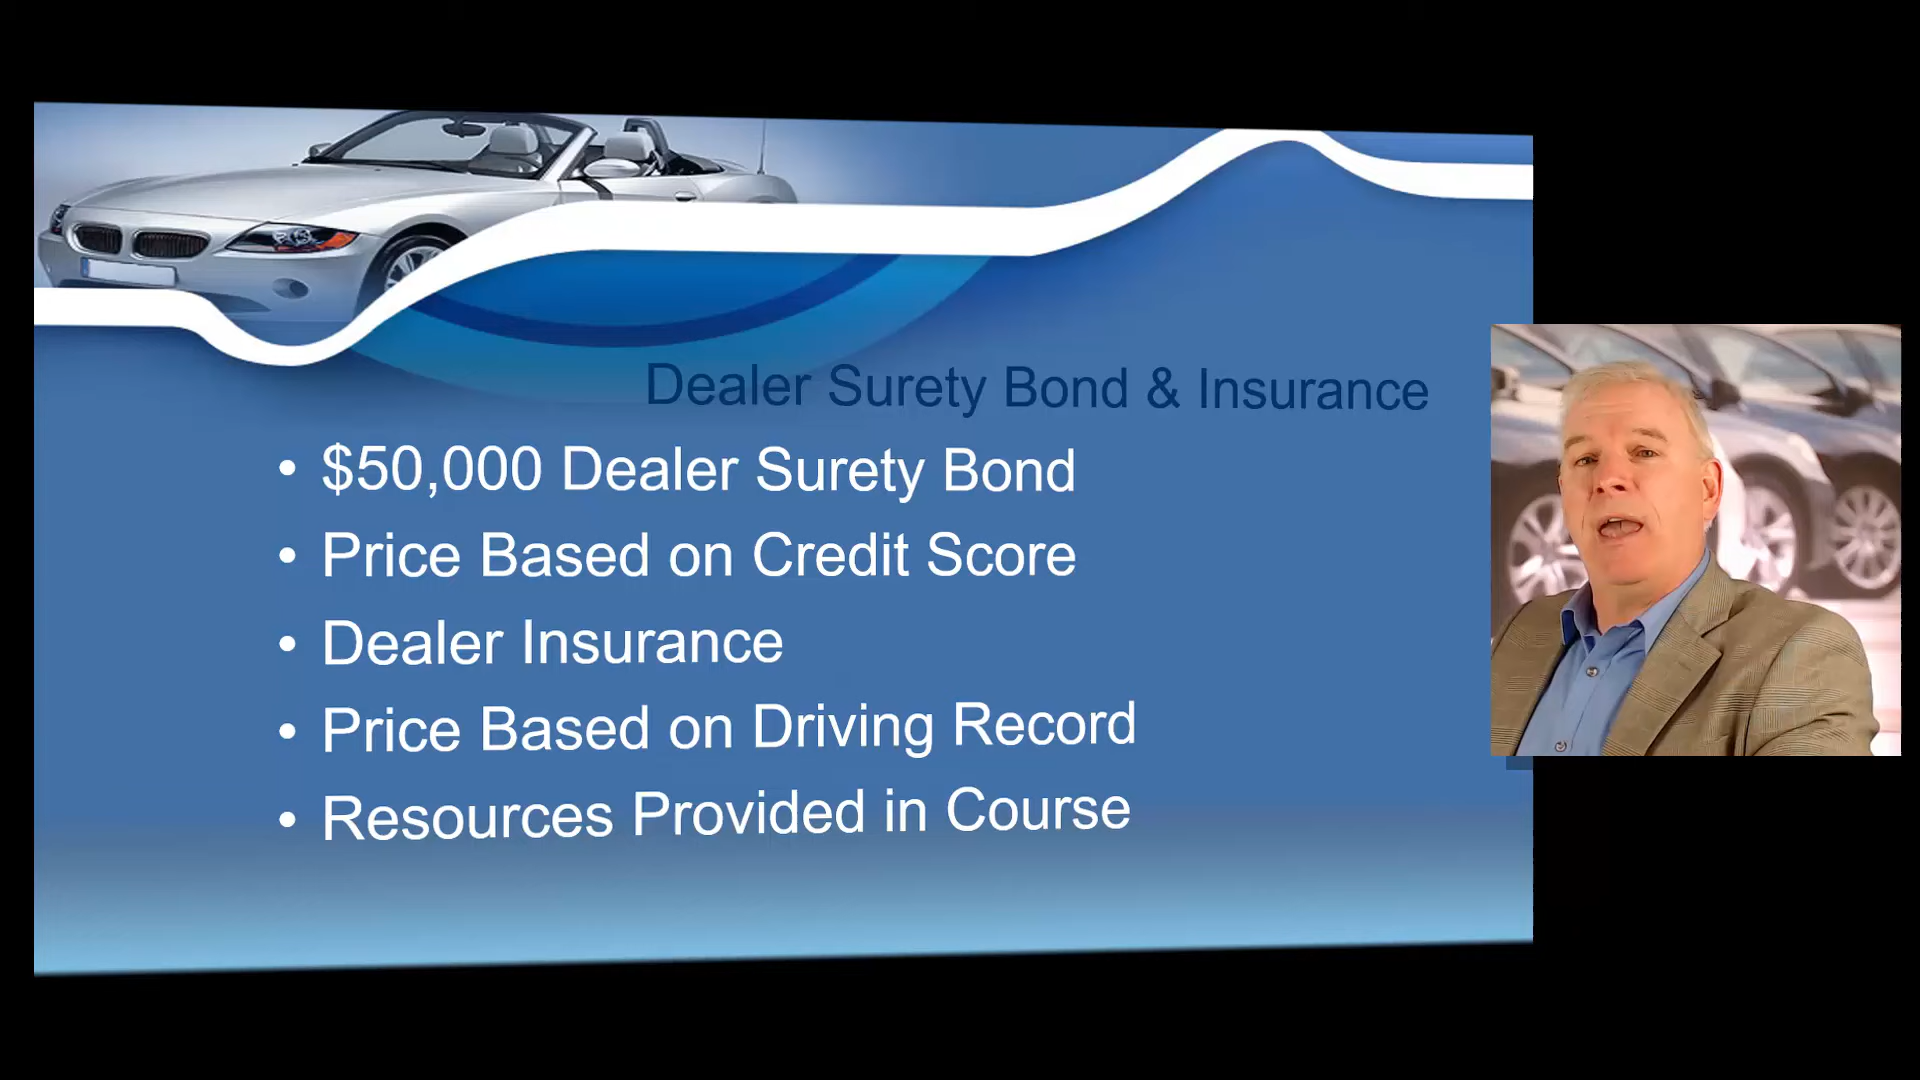 Dealer Surety Bond & Insurance
• $50,000 Dealer Surety Bond
• Price Based on Credit Score
• Dealer Insurance
• Price Based on Driving Record
• Resources Provided in Course